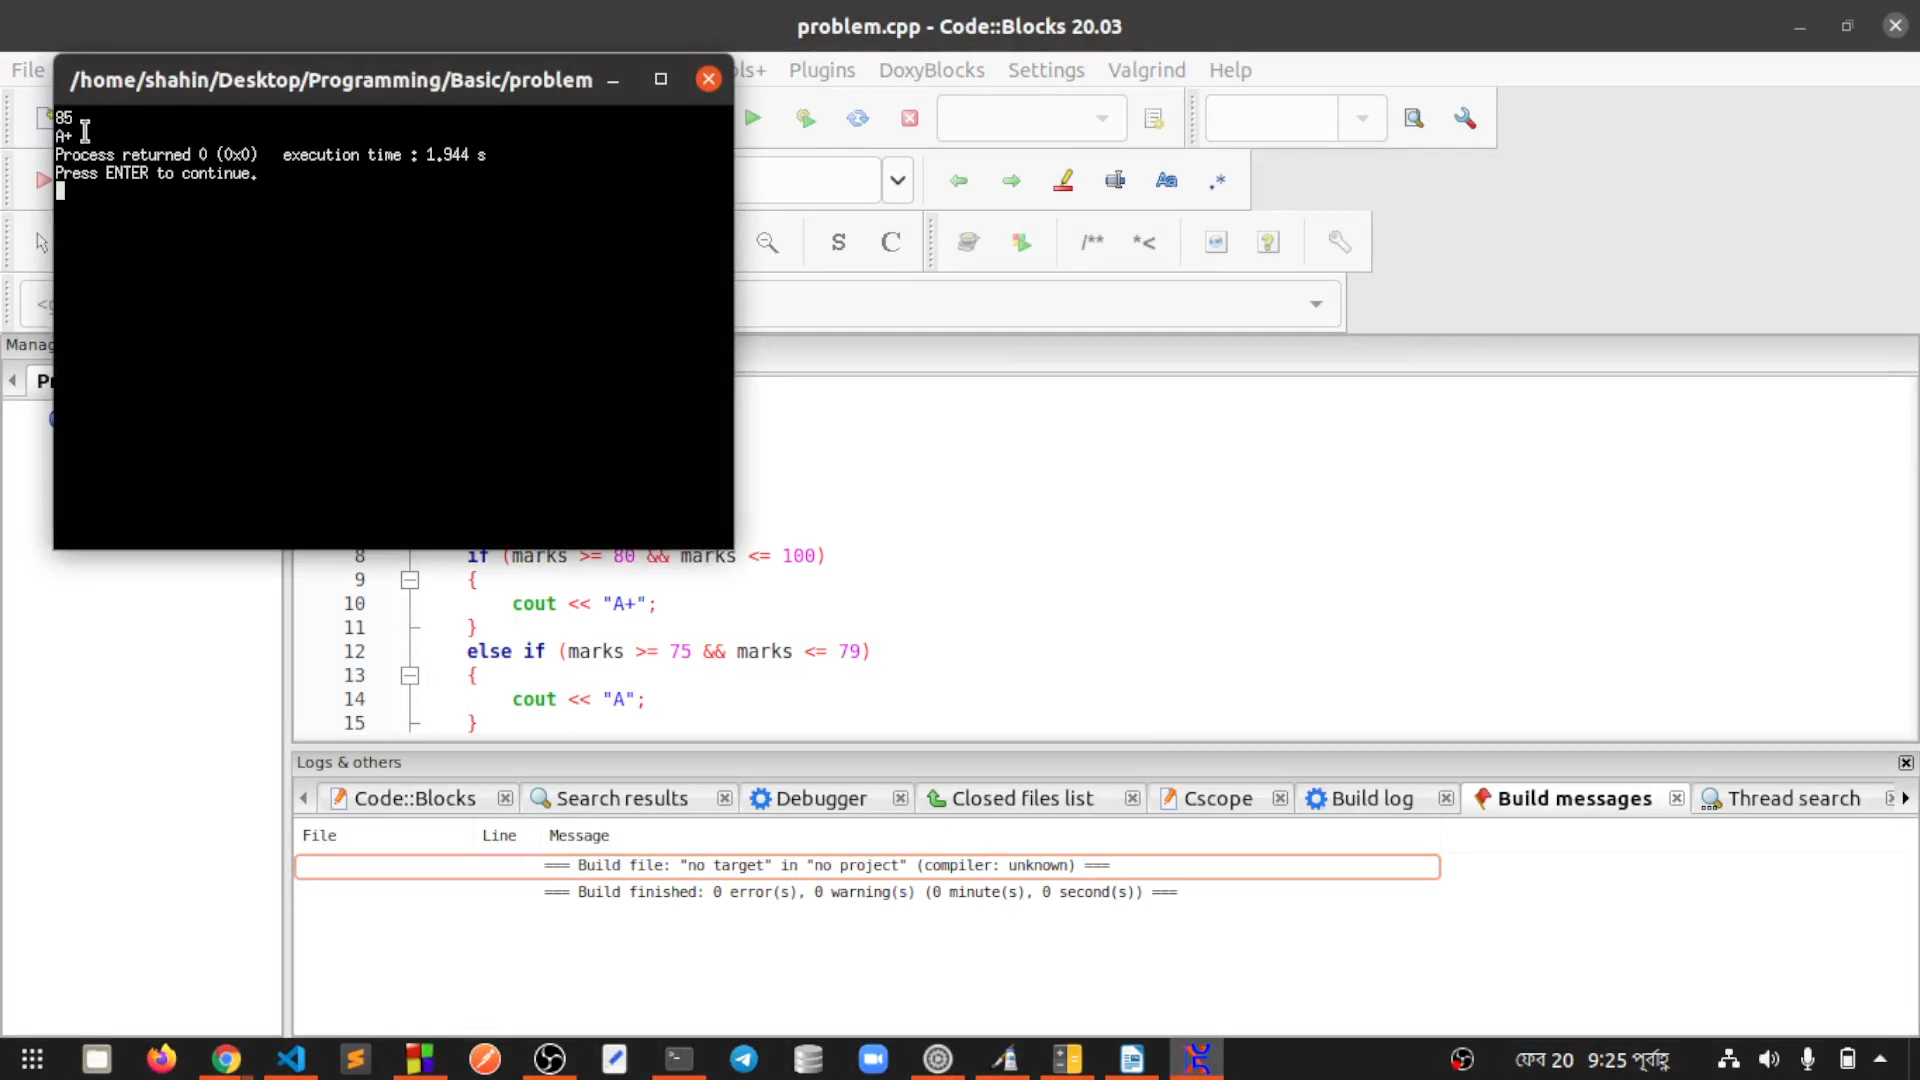 problem.cpp - Code::Blocks 20.03
File
ols+ Plugins DoxyBlocks Settings Valgrind Help
/home/shahin/Desktop/Programming/Basic/problem
85
A+
Process returned 0 (0x0)   execution time : 1.944 s
Press ENTER to continue.
S C /** *<
Manag
8 if (marks >= 80 && marks <= 100)
9 {
10 cout << "A+";
11 }
12 else if (marks >= 75 && marks <= 79)
13 {
14 cout << "A";
15 }
Logs & others
Code::Blocks Search results Debugger Closed files list Cscope Build log Build messages Thread search
File Line Message
=== Build file: "no target" in "no project" (compiler: unknown) ===
=== Build finished: 0 error(s), 0 warning(s) (0 minute(s), 0 second(s)) ===
ফেব 20 9:25 পূর্বাহ্ণ